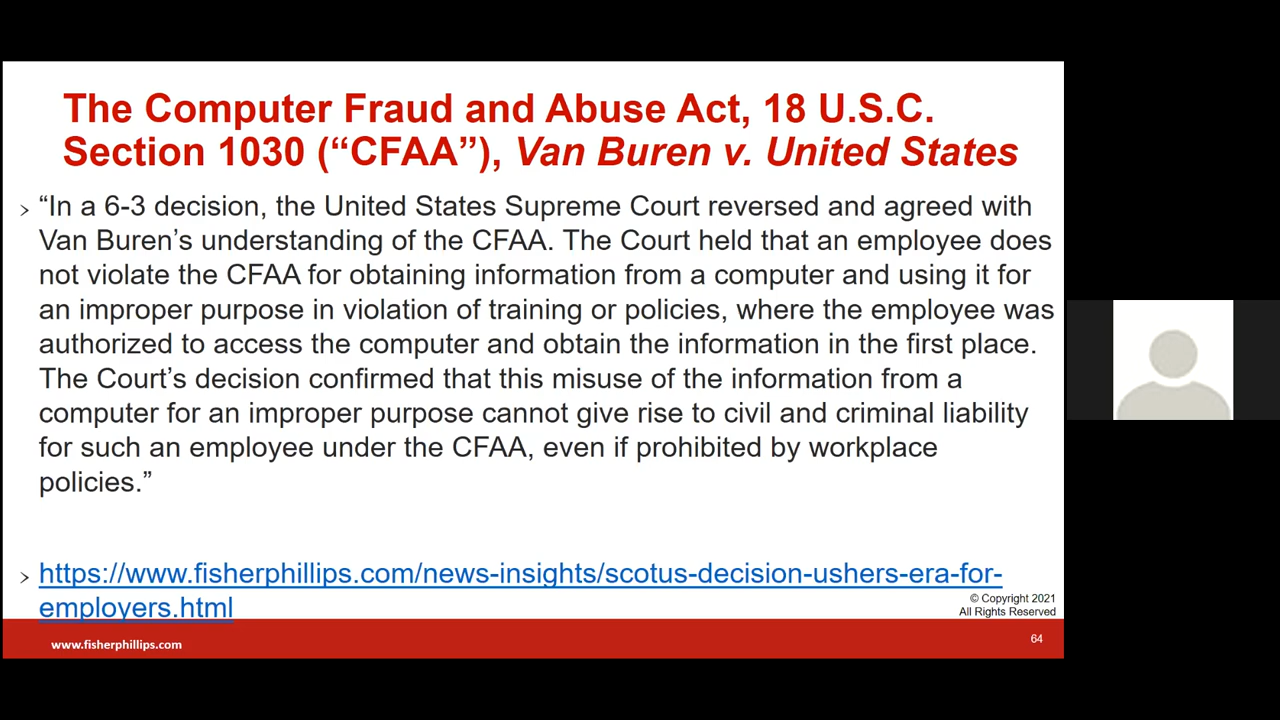 The Computer Fraud and Abuse Act, 18 U.S.C.
Section 1030 (“CFAA”), Van Buren v. United States
› “In a 6-3 decision, the United States Supreme Court reversed and agreed with
Van Buren’s understanding of the CFAA. The Court held that an employee does
not violate the CFAA for obtaining information from a computer and using it for
an improper purpose in violation of training or policies, where the employee was
authorized to access the computer and obtain the information in the first place.
The Court’s decision confirmed that this misuse of the information from a
computer for an improper purpose cannot give rise to civil and criminal liability
for such an employee under the CFAA, even if prohibited by workplace
policies.”
› https://www.fisherphillips.com/news-insights/scotus-decision-ushers-era-for-
employers.html
© Copyright 2021
All Rights Reserved
www.fisherphillips.com
64